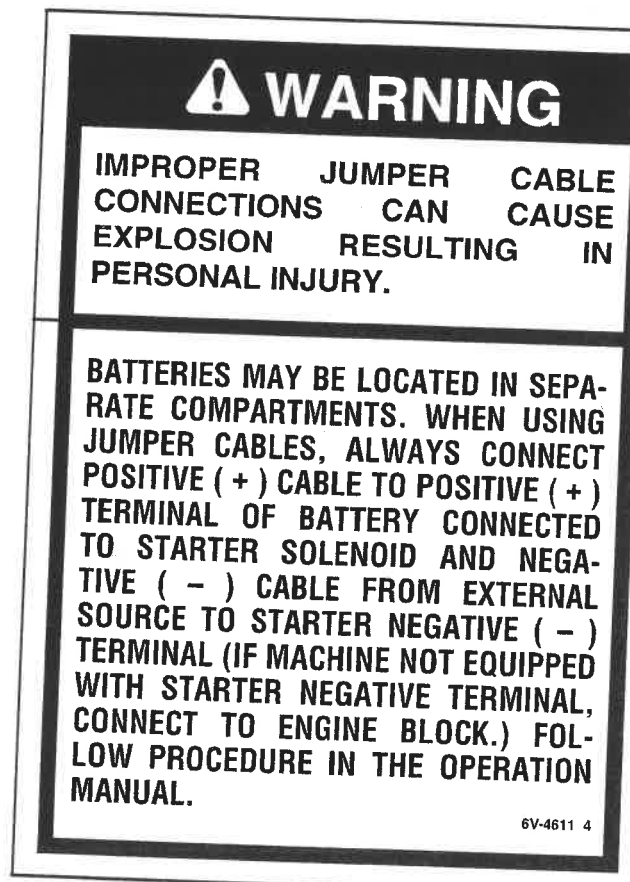 WARNING
IMPROPER JUMPER CABLE
CONNECTIONS CAN CAUSE
EXPLOSION RESULTING IN
PERSONAL INJURY.
BATTERIES MAY BE LOCATED IN SEPA-
RATE COMPARTMENTS. WHEN USING
JUMPER CABLES, ALWAYS CONNECT
POSITIVE ( + ) CABLE TO POSITIVE ( + )
TERMINAL OF BATTERY CONNECTED
TO STARTER SOLENOID AND NEGA-
TIVE ( − ) CABLE FROM EXTERNAL
SOURCE TO STARTER NEGATIVE ( − )
TERMINAL (IF MACHINE NOT EQUIPPED
WITH STARTER NEGATIVE TERMINAL,
CONNECT TO ENGINE BLOCK.) FOL-
LOW PROCEDURE IN THE OPERATION
MANUAL.
6V-4611 4